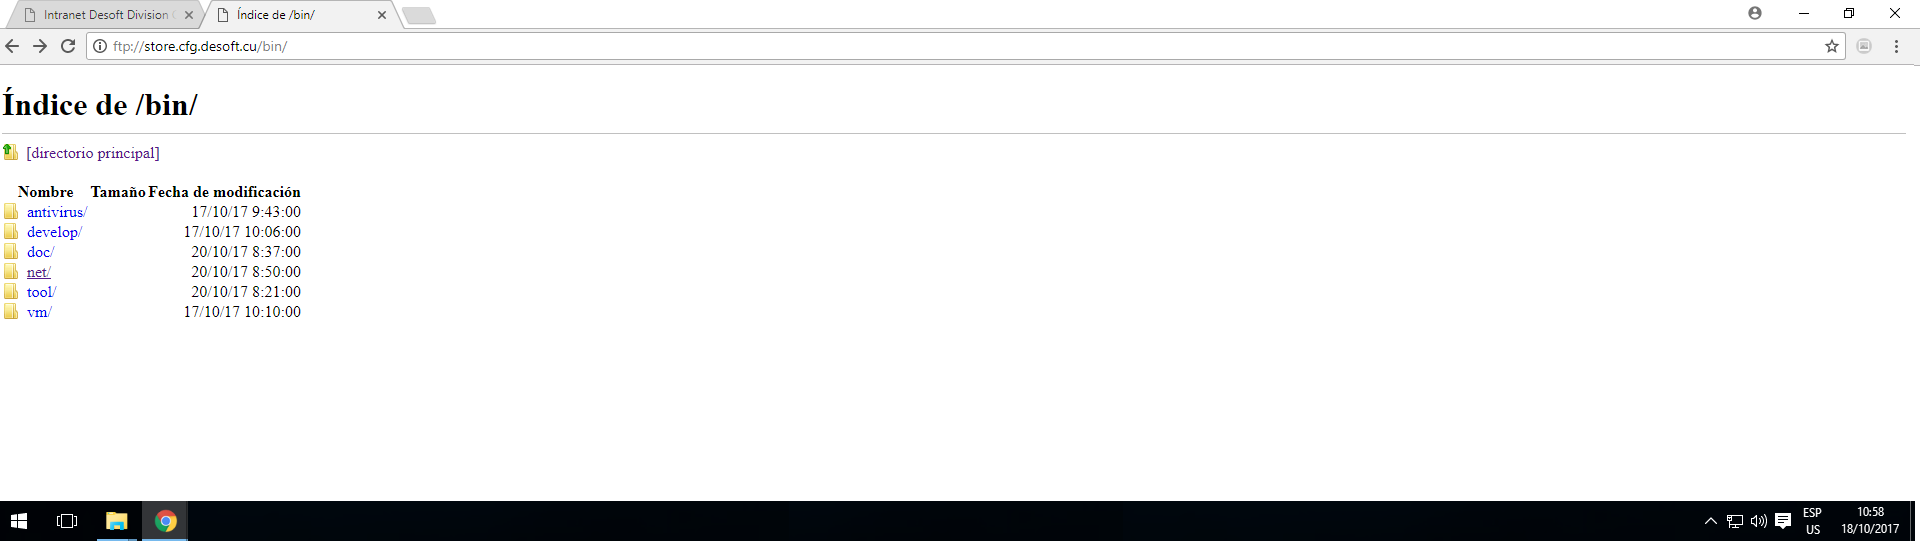 Intranet Desoft Division
Índice de /bin/
ftp://store.cfg.desoft.cu/bin/
Índice de /bin/
[directorio principal]
Nombre Tamaño Fecha de modificación
antivirus/ 17/10/17 9:43:00
develop/ 17/10/17 10:06:00
doc/ 20/10/17 8:37:00
net/ 20/10/17 8:50:00
tool/ 20/10/17 8:21:00
vm/ 17/10/17 10:10:00
ESP
US
10:58
18/10/2017